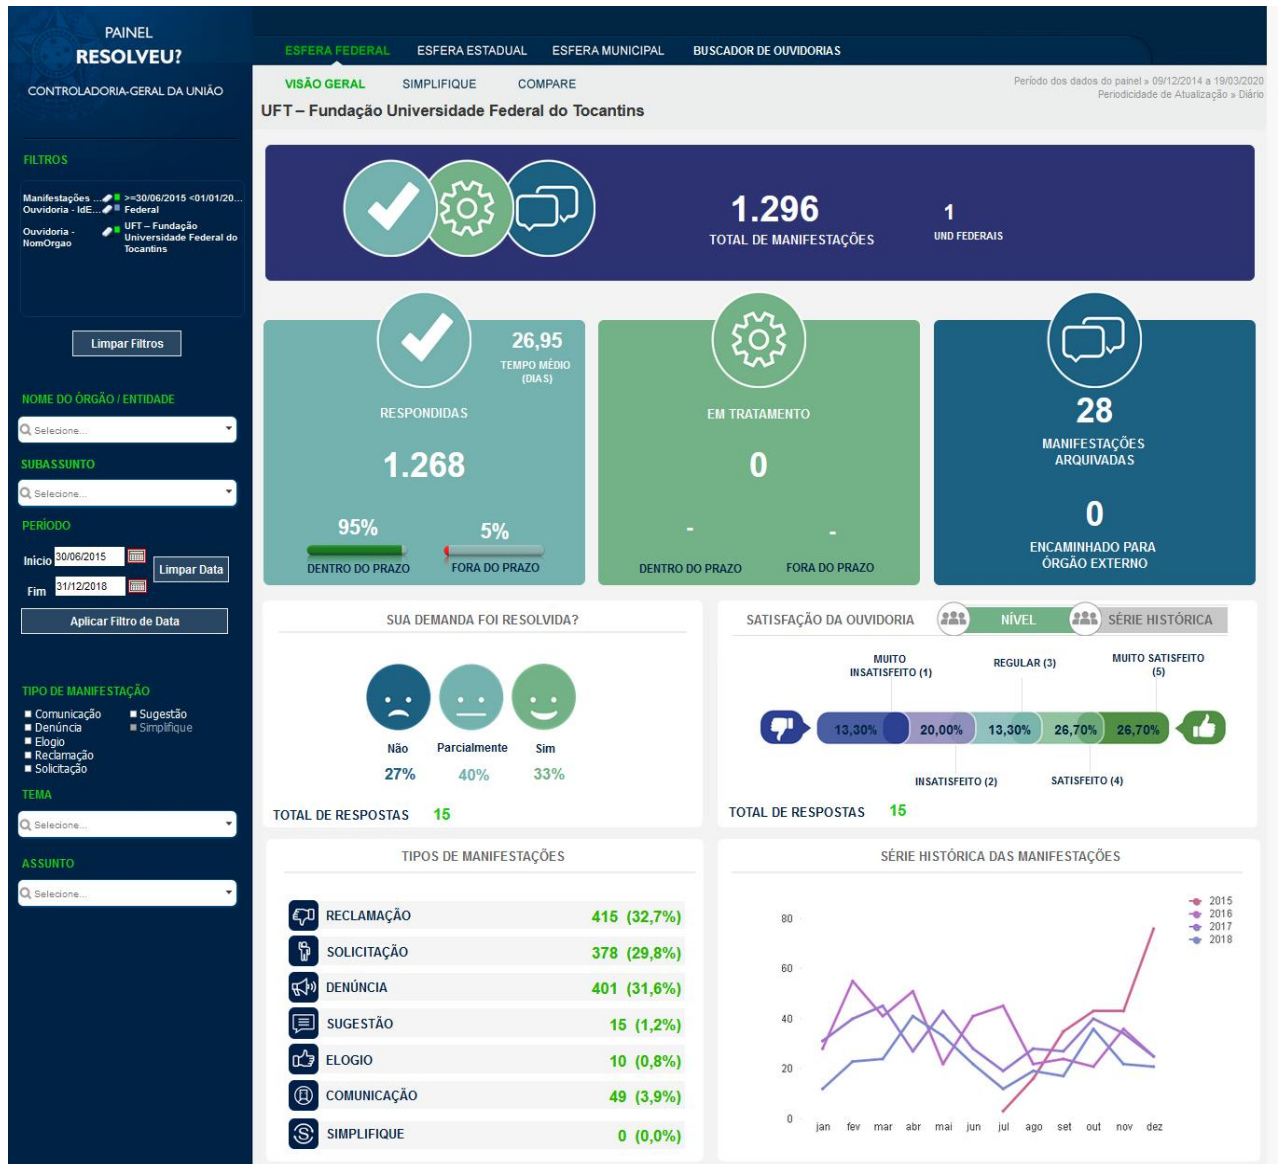 PAINEL
RESOLVEU?
CONTROLADORIA-GERAL DA UNIÃO
ESFERA FEDERAL ESFERA ESTADUAL ESFERA MUNICIPAL BUSCADOR DE OUVIDORIAS
VISÃO GERAL SIMPLIFIQUE COMPARE
Período dos dados do painel » 09/12/2014 a 19/03/2020
Periodicidade de Atualização » Diário
UFT – Fundação Universidade Federal do Tocantins
FILTROS
Manifestações ... >=30/06/2015 <01/01/20...
Ouvidoria - IdE... Federal
Ouvidoria - NomOrgao UFT – Fundação Universidade Federal do Tocantins
Limpar Filtros
NOME DO ÓRGÃO / ENTIDADE
Selecione...
SUBASSUNTO
Selecione...
PERÍODO
Início 30/06/2015
Limpar Data
Fim 31/12/2018
Aplicar Filtro de Data
TIPO DE MANIFESTAÇÃO
Comunicação Sugestão
Denúncia Simplifique
Elogio
Reclamação
Solicitação
TEMA
Selecione...
ASSUNTO
Selecione...
1.296
TOTAL DE MANIFESTAÇÕES
1
UND FEDERAIS
26,95
TEMPO MÉDIO
(DIAS)
RESPONDIDAS
1.268
95% 5%
DENTRO DO PRAZO FORA DO PRAZO
EM TRATAMENTO
0
- -
DENTRO DO PRAZO FORA DO PRAZO
28
MANIFESTAÇÕES
ARQUIVADAS
0
ENCAMINHADO PARA
ÓRGÃO EXTERNO
SUA DEMANDA FOI RESOLVIDA?
Não Parcialmente Sim
27% 40% 33%
TOTAL DE RESPOSTAS 15
SATISFAÇÃO DA OUVIDORIA NÍVEL SÉRIE HISTÓRICA
MUITO
INSATISFEITO (1)
REGULAR (3)
MUITO SATISFEITO
(5)
13,30% 20,00% 13,30% 26,70% 26,70%
INSATISFEITO (2) SATISFEITO (4)
TOTAL DE RESPOSTAS 15
TIPOS DE MANIFESTAÇÕES
RECLAMAÇÃO 415 (32,7%)
SOLICITAÇÃO 378 (29,8%)
DENÚNCIA 401 (31,6%)
SUGESTÃO 15 (1,2%)
ELOGIO 10 (0,8%)
COMUNICAÇÃO 49 (3,9%)
SIMPLIFIQUE 0 (0,0%)
SÉRIE HISTÓRICA DAS MANIFESTAÇÕES
2015
2016
2017
2018
80
60
40
20
0
jan fev mar abr mai jun jul ago set out nov dez